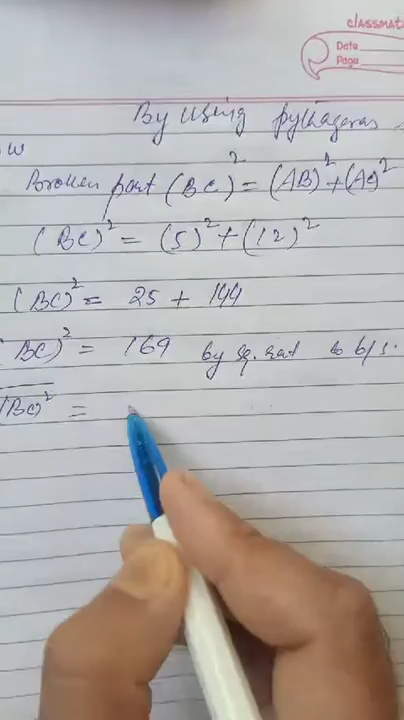 classmate
Date
Page
By using pythagoras
Broken part (BC)² = (AB)² + (AC)²
(BC)² = (5)² + (12)²
(BC)² = 25 + 144
BC)² = 169 by sq. root to b/s.
(BC)² =